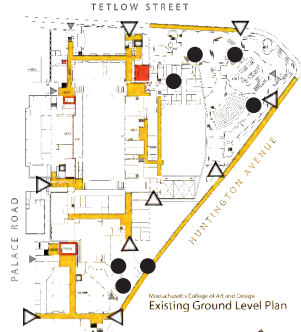 TETLOW STREET
HUNTINGTON AVENUE
PALACE ROAD
Massachusetts College of Art and Design
Existing Ground Level Plan